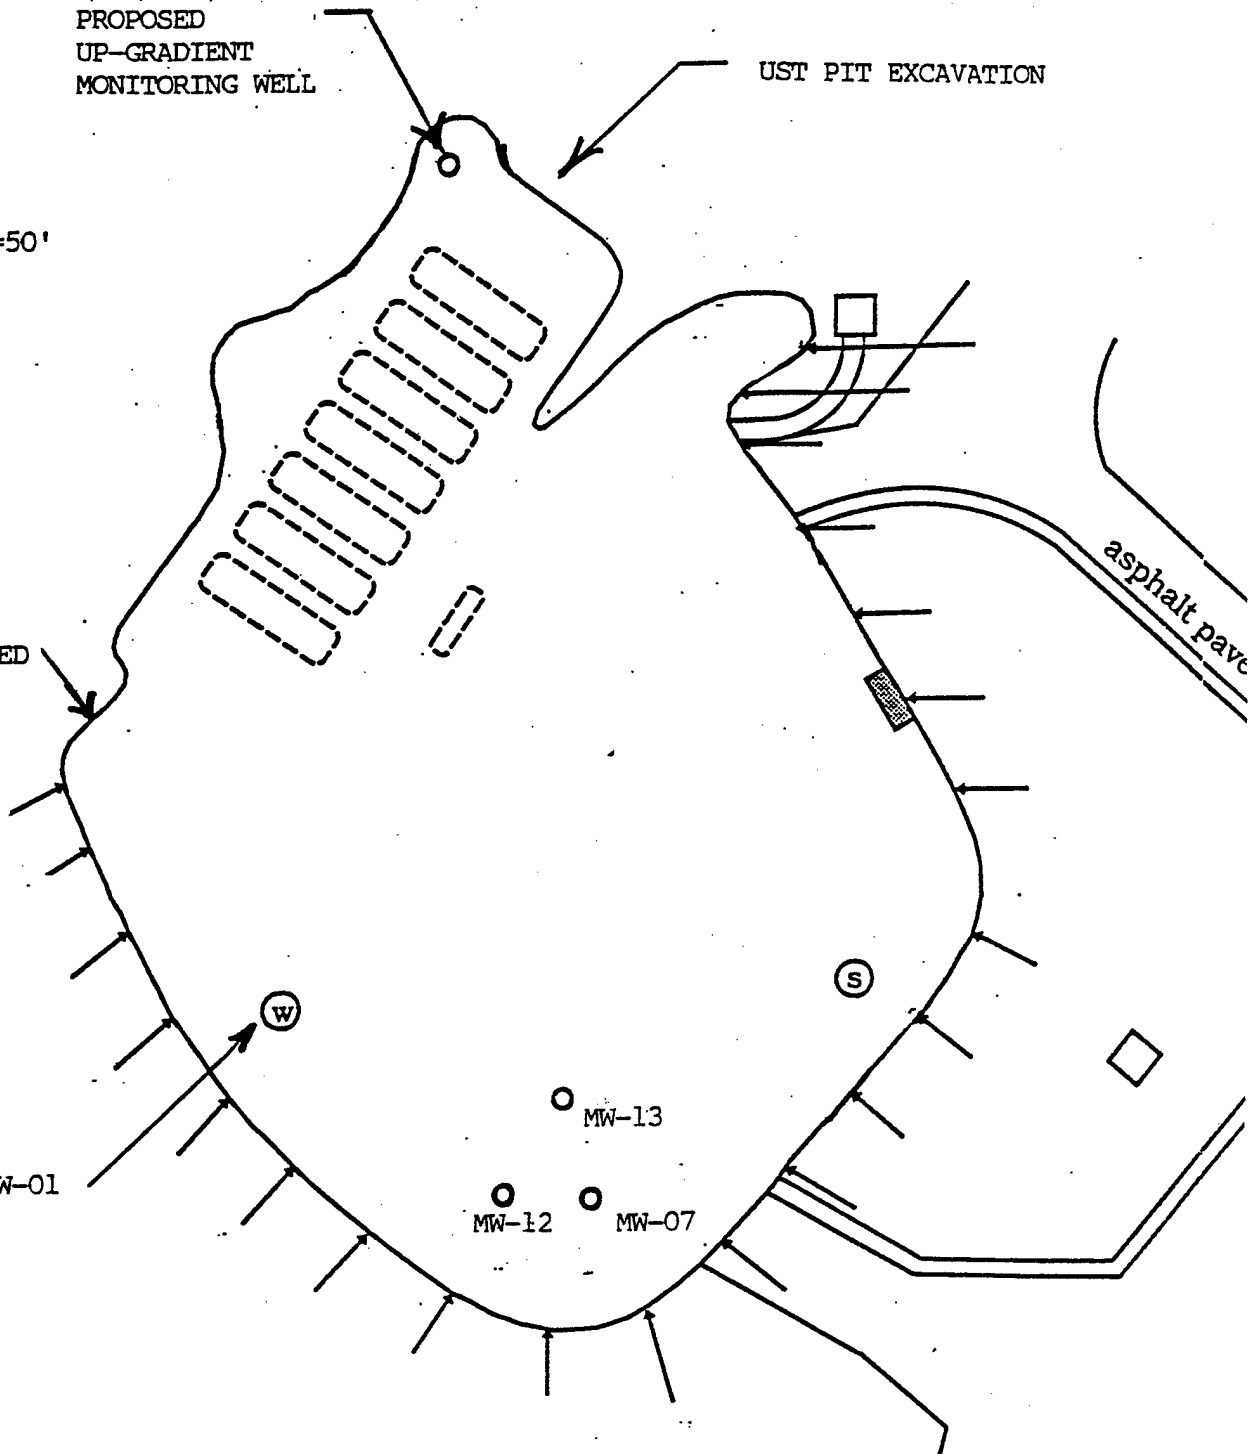 PROPOSED
UP-GRADIENT
MONITORING WELL
UST PIT EXCAVATION
=50'
asphalt pave
ED
S
W
MW-13
W-01
MW-12
MW-07